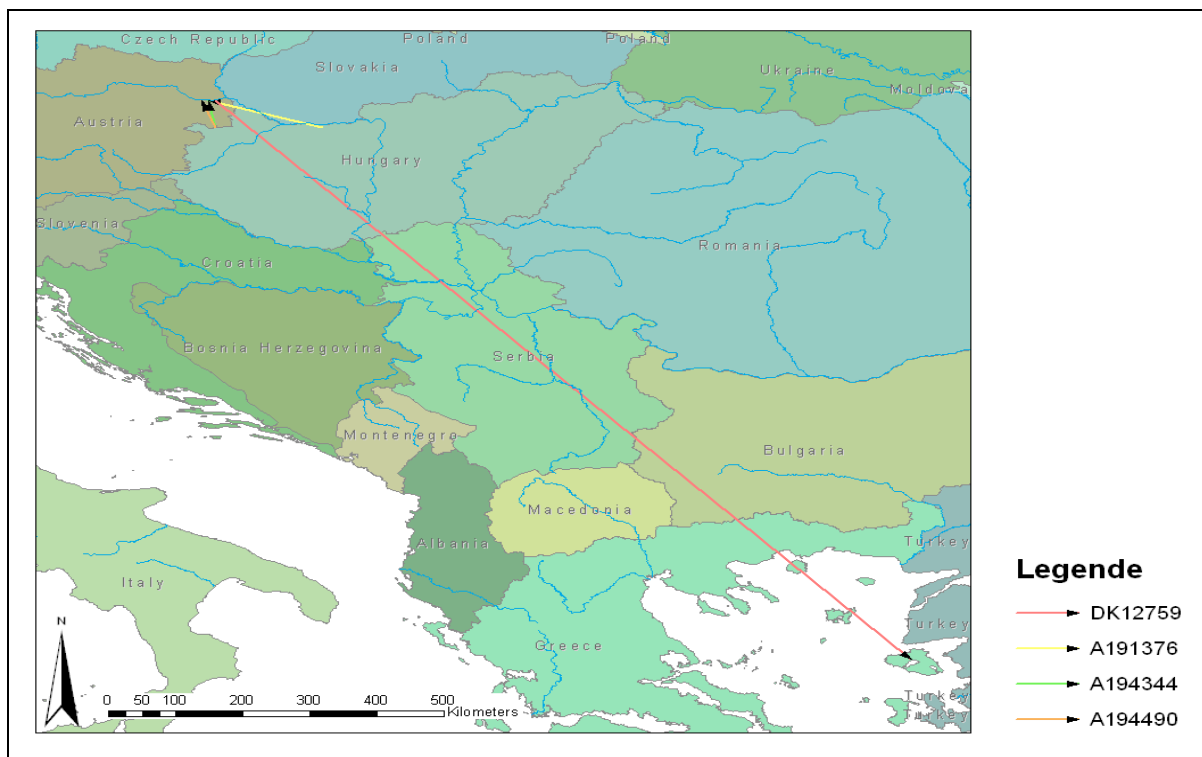 Czech Republic
Poland
Poland
Slovakia
Ukraine
Moldova
Austria
Hungary
Slovenia
Romania
Croatia
Bosnia Herzegovina
Serbia
Montenegro
Bulgaria
Macedonia
Albania
Turkey
Italy
Greece
Turkey
Turkey
Turkey
N
0 50 100 200 300 400 500
Kilometers
Legende
DK12759
A191376
A194344
A194490